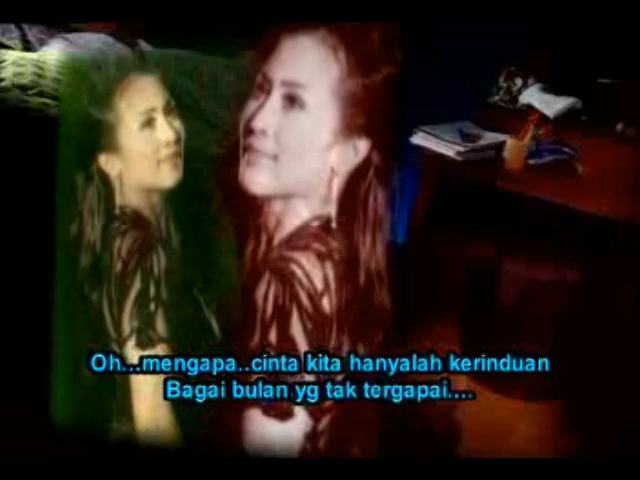 Oh...mengapa..cinta kita hanyalah kerinduan
Bagai bulan yg tak tergapai....